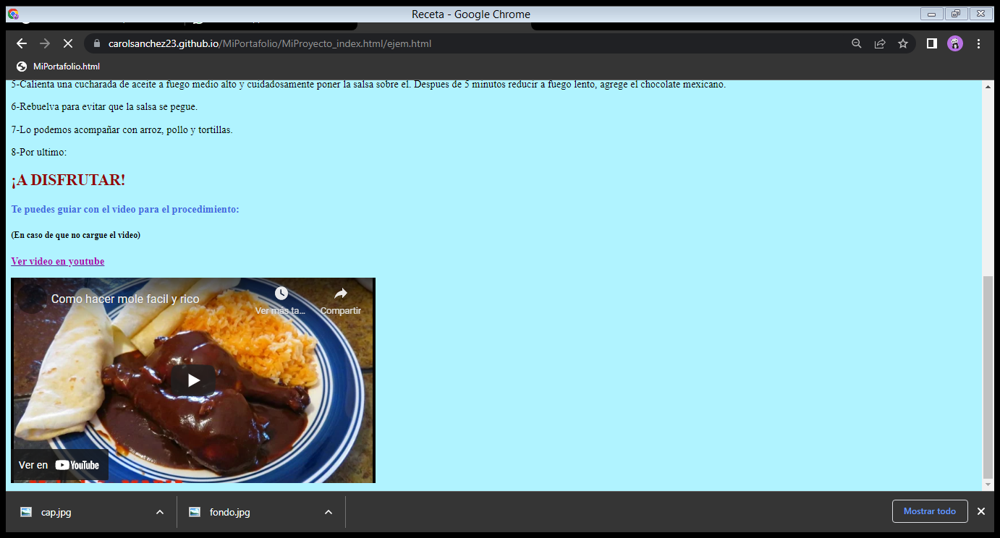 Receta - Google Chrome
carolsanchez23.github.io/MiPortafolio/MiProyecto_index.html/ejem.html
MiPortafolio.html
5-Calienta una cucharada de aceite a fuego medio alto y cuidadosamente poner la salsa sobre el. Despues de 5 minutos reducir a fuego lento, agrege el chocolate mexicano.
6-Rebuelva para evitar que la salsa se pegue.
7-Lo podemos acompañar con arroz, pollo y tortillas.
8-Por ultimo:
¡A DISFRUTAR!
Te puedes guiar con el video para el procedimiento:
(En caso de que no cargue el video)
Ver video en youtube
Como hacer mole facil y rico
Ver más ta...
Compartir
Ver en YouTube
cap.jpg
fondo.jpg
Mostrar todo